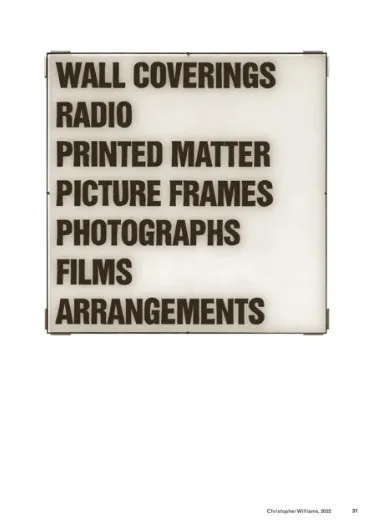 WALL COVERINGS
RADIO
PRINTED MATTER
PICTURE FRAMES
PHOTOGRAPHS
FILMS
ARRANGEMENTS
Christopher Williams, 2022 31